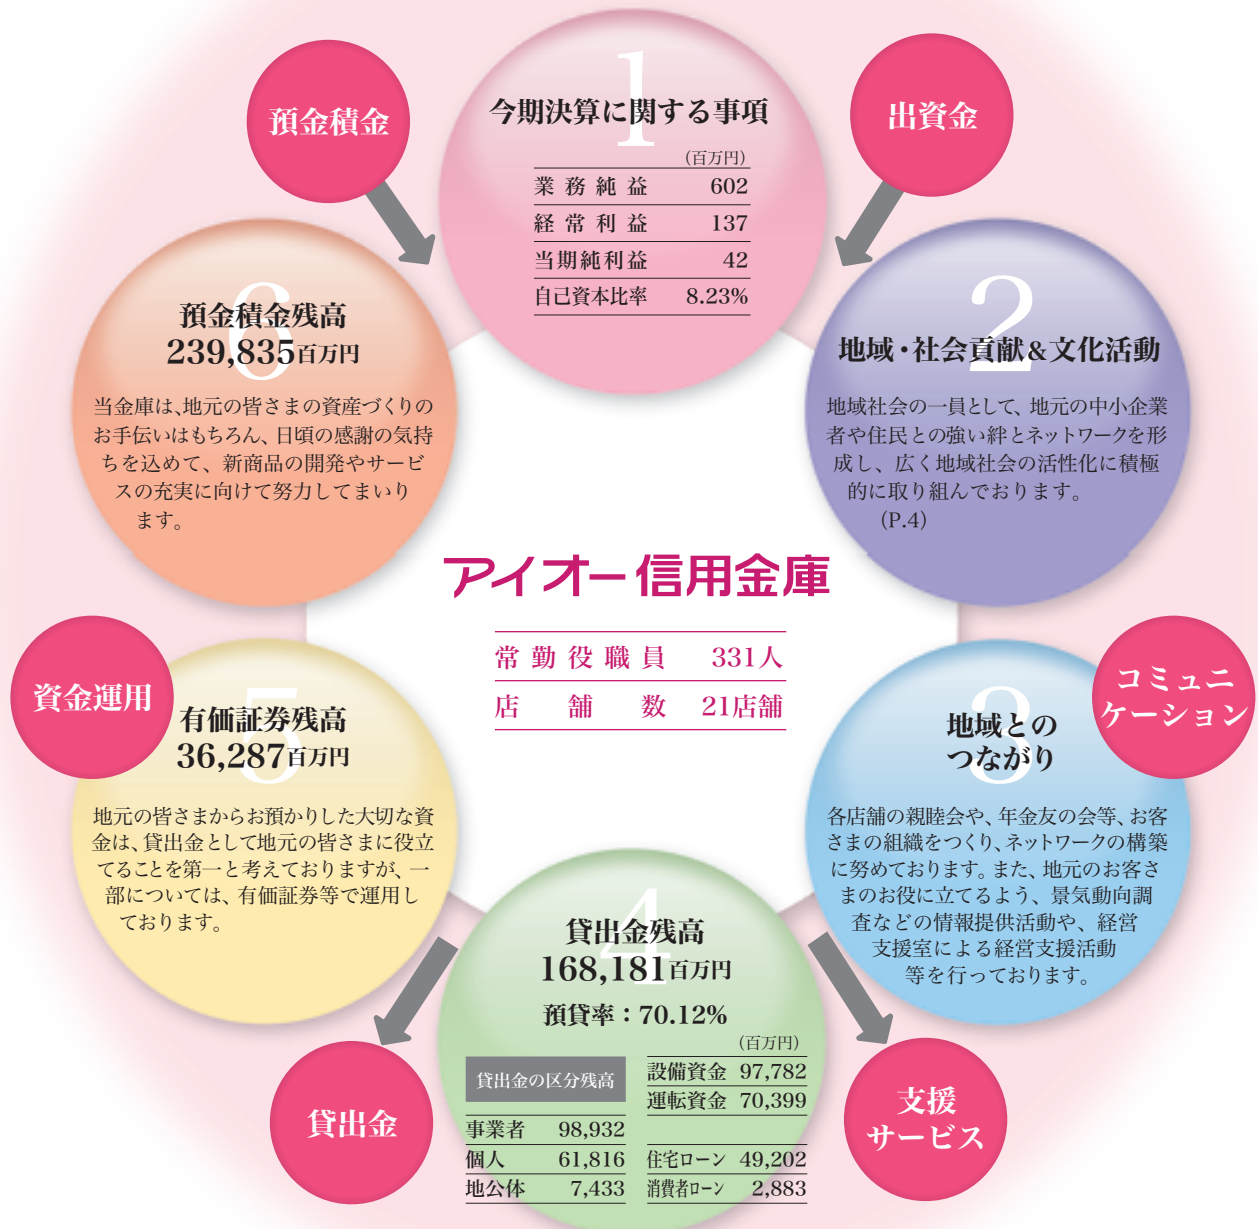 預金積金
出資金
1
今期決算に関する事項
(百万円)
業務純益 602
経常利益 137
当期純利益 42
自己資本比率 8.23%
6
預金積金残高
239,835百万円
当金庫は、地元の皆さまの資産づくりの
お手伝いはもちろん、日頃の感謝の気持
ちを込めて、新商品の開発やサービ
スの充実に向けて努力してまいり
ます。
2
地域・社会貢献&文化活動
地域社会の一員として、地元の中小企業
者や住民との強い絆とネットワークを形
成し、広く地域社会の活性化に積極
的に取り組んでおります。
(P.4)
アイオー信用金庫
常勤役職員 331人
店舗数 21店舗
資金運用
5
有価証券残高
36,287百万円
地元の皆さまからお預かりした大切な資
金は、貸出金として地元の皆さまに役立
てることを第一と考えておりますが、一
部については、有価証券等で運用し
ております。
コミュニ
ケーション
3
地域との
つながり
各店舗の親睦会や、年金友の会等、お客
さまの組織をつくり、ネットワークの構築
に努めております。また、地元のお客さ
まのお役に立てるよう、景気動向調
査などの情報提供活動や、経営
支援室による経営支援活動
等を行っております。
4
貸出金残高
168,181百万円
預貸率：70.12%
(百万円)
貸出金の区分残高
設備資金 97,782
運転資金 70,399
事業者 98,932
個人 61,816 住宅ローン 49,202
地公体 7,433 消費者ローン 2,883
貸出金
支援
サービス